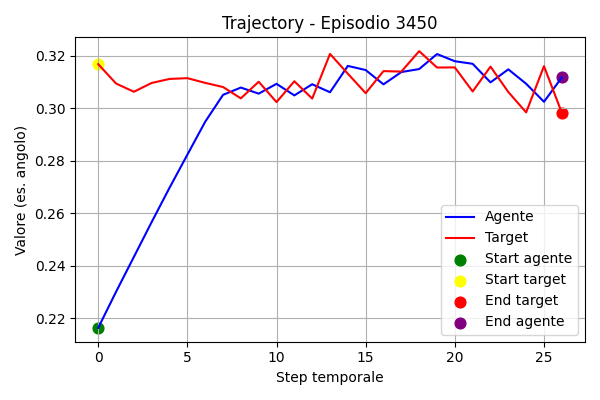 Trajectory - Episodio 3450
Valore (es. angolo)
0.32
0.30
0.28
0.26
0.24
0.22
0
5
10
15
20
25
Step temporale
Agente
Target
Start agente
Start target
End target
End agente